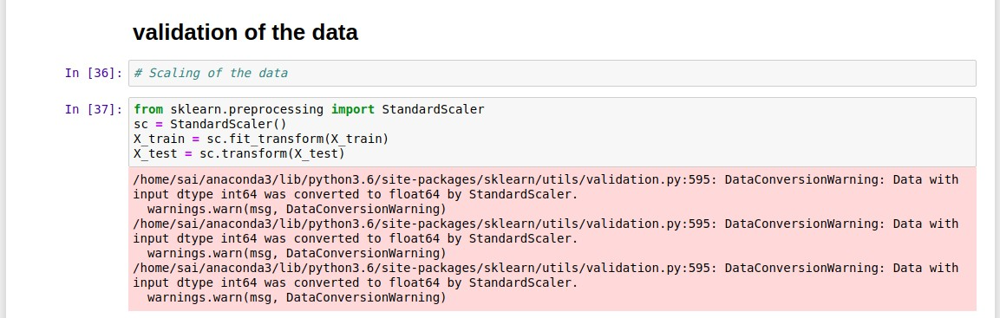 validation of the data
In [36]: # Scaling of the data
In [37]: from sklearn.preprocessing import StandardScaler
sc = StandardScaler()
X_train = sc.fit_transform(X_train)
X_test = sc.transform(X_test)
/home/sai/anaconda3/lib/python3.6/site-packages/sklearn/utils/validation.py:595: DataConversionWarning: Data with
input dtype int64 was converted to float64 by StandardScaler.
  warnings.warn(msg, DataConversionWarning)
/home/sai/anaconda3/lib/python3.6/site-packages/sklearn/utils/validation.py:595: DataConversionWarning: Data with
input dtype int64 was converted to float64 by StandardScaler.
  warnings.warn(msg, DataConversionWarning)
/home/sai/anaconda3/lib/python3.6/site-packages/sklearn/utils/validation.py:595: DataConversionWarning: Data with
input dtype int64 was converted to float64 by StandardScaler.
  warnings.warn(msg, DataConversionWarning)